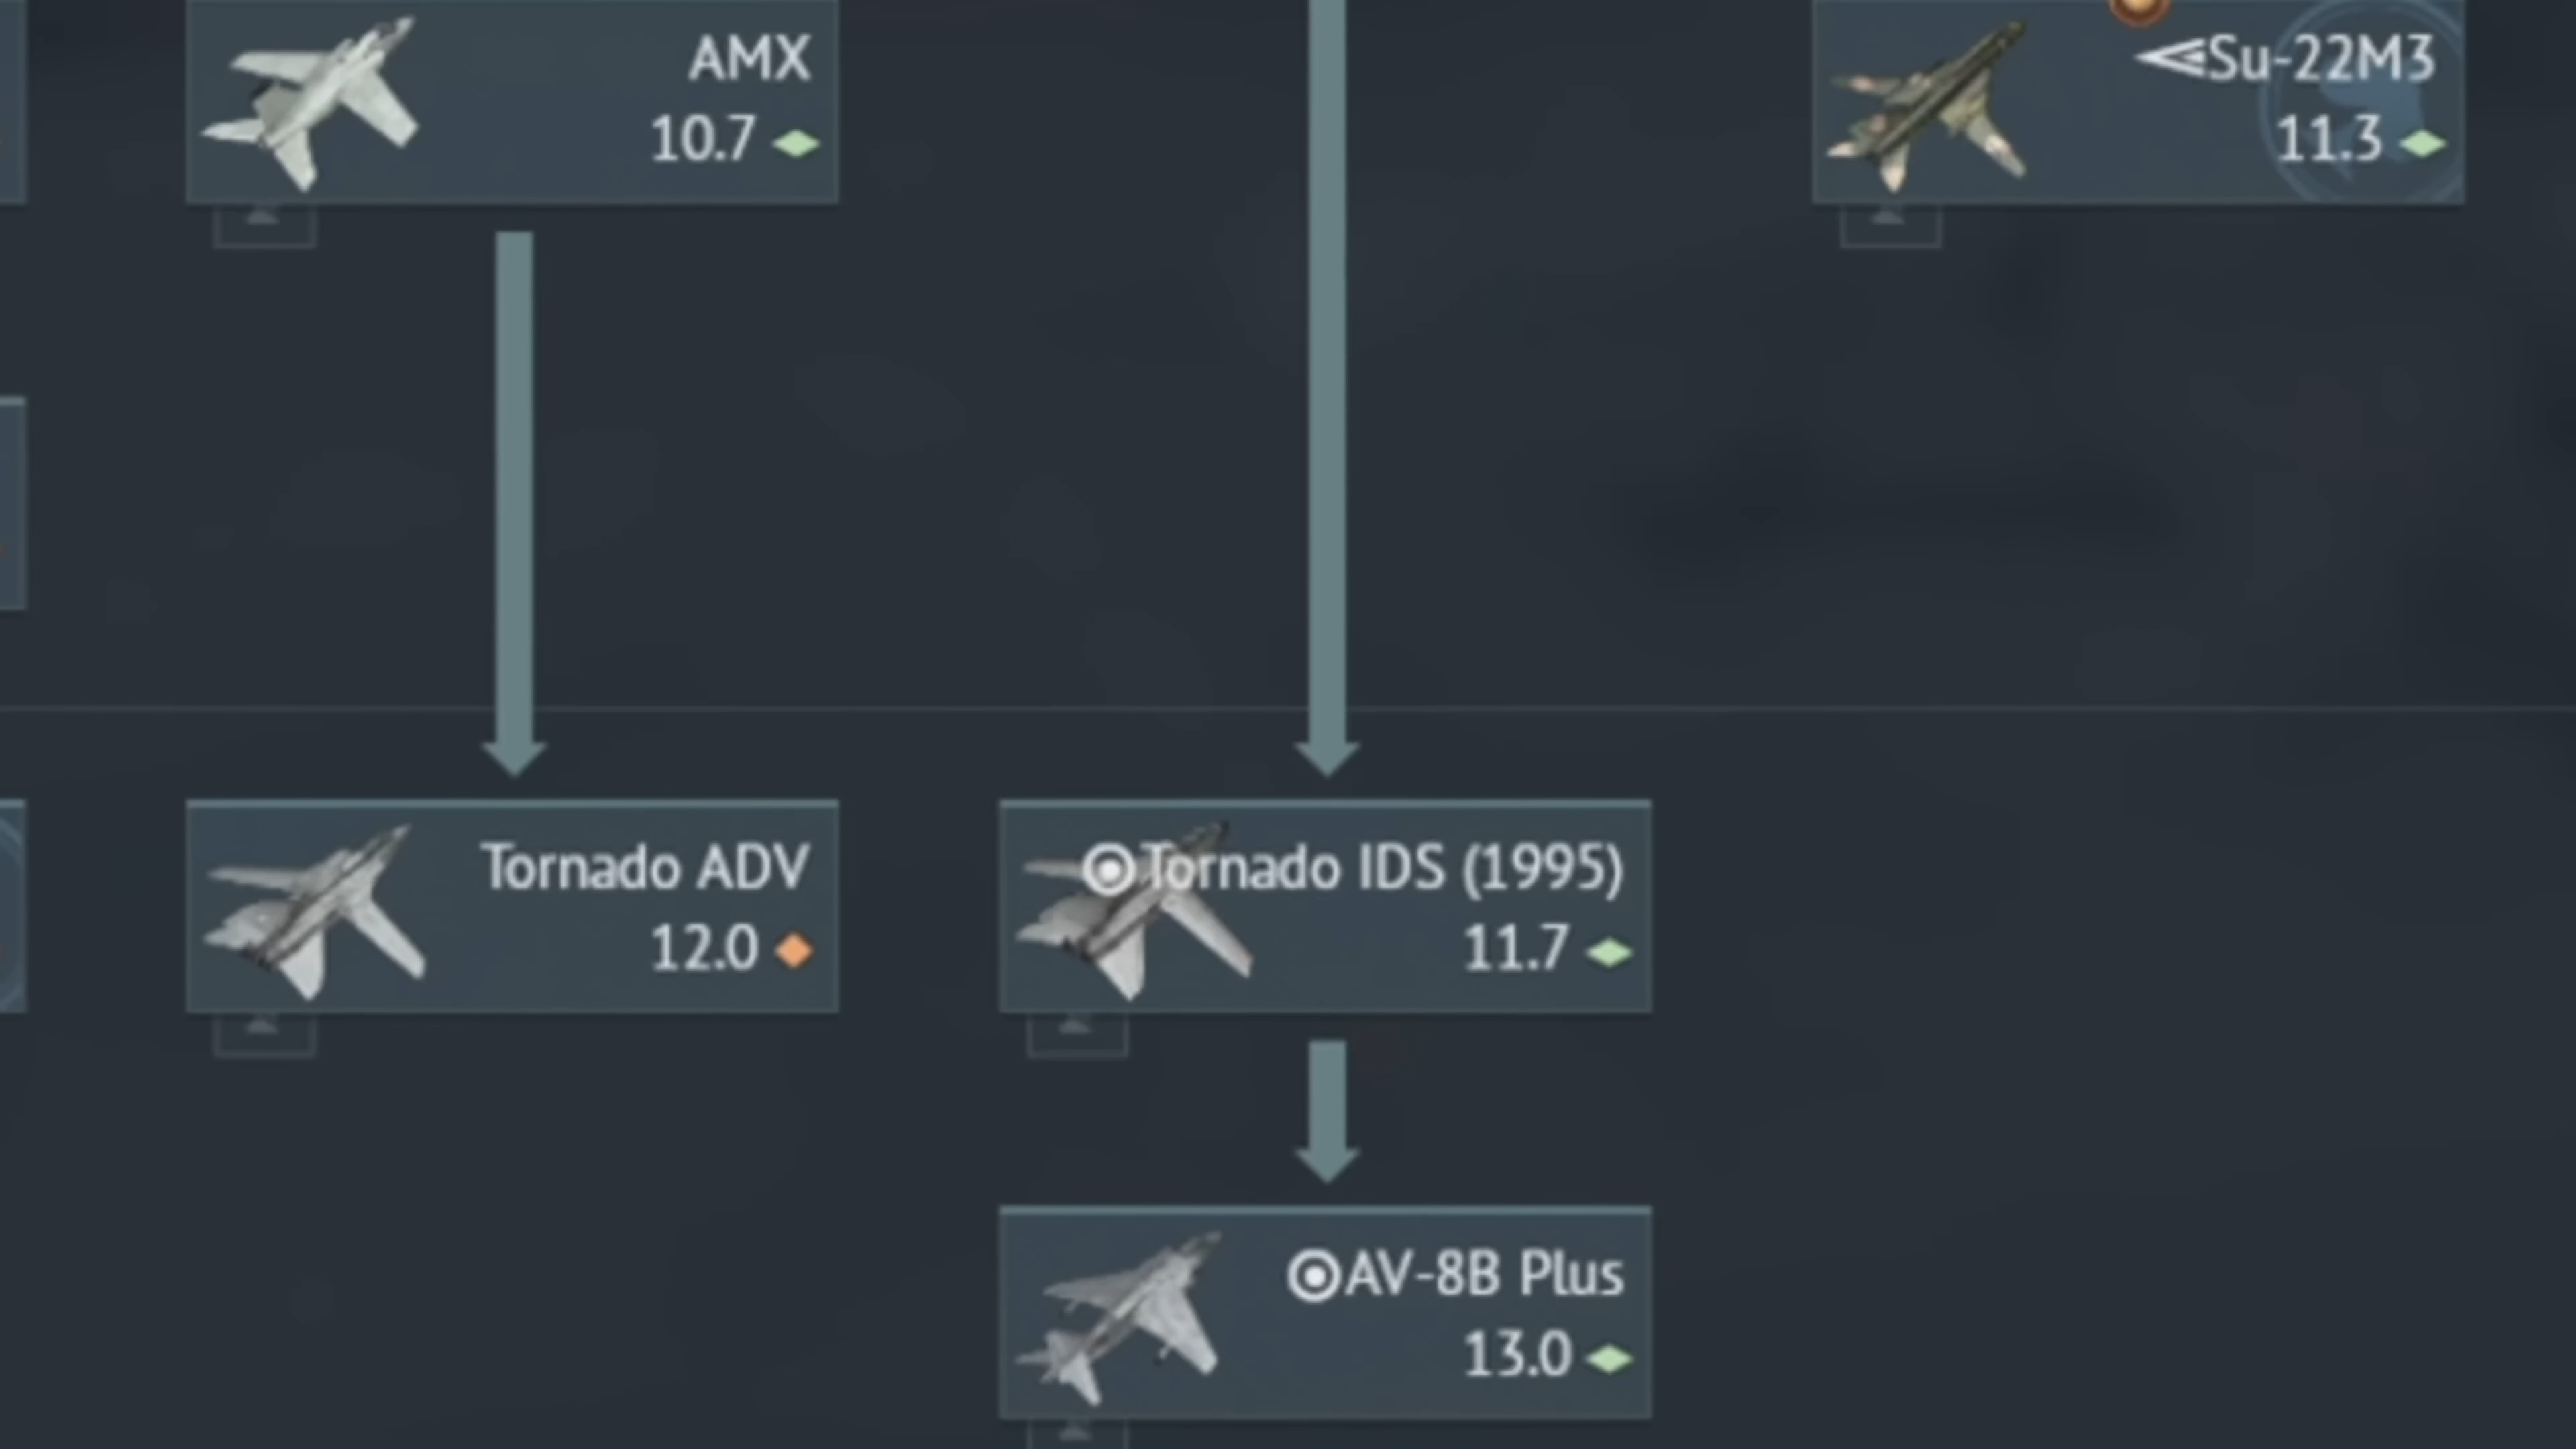 AMX
10.7
Su-22M3
11.3
Tornado ADV
12.0
Tornado IDS (1995)
11.7
AV-8B Plus
13.0